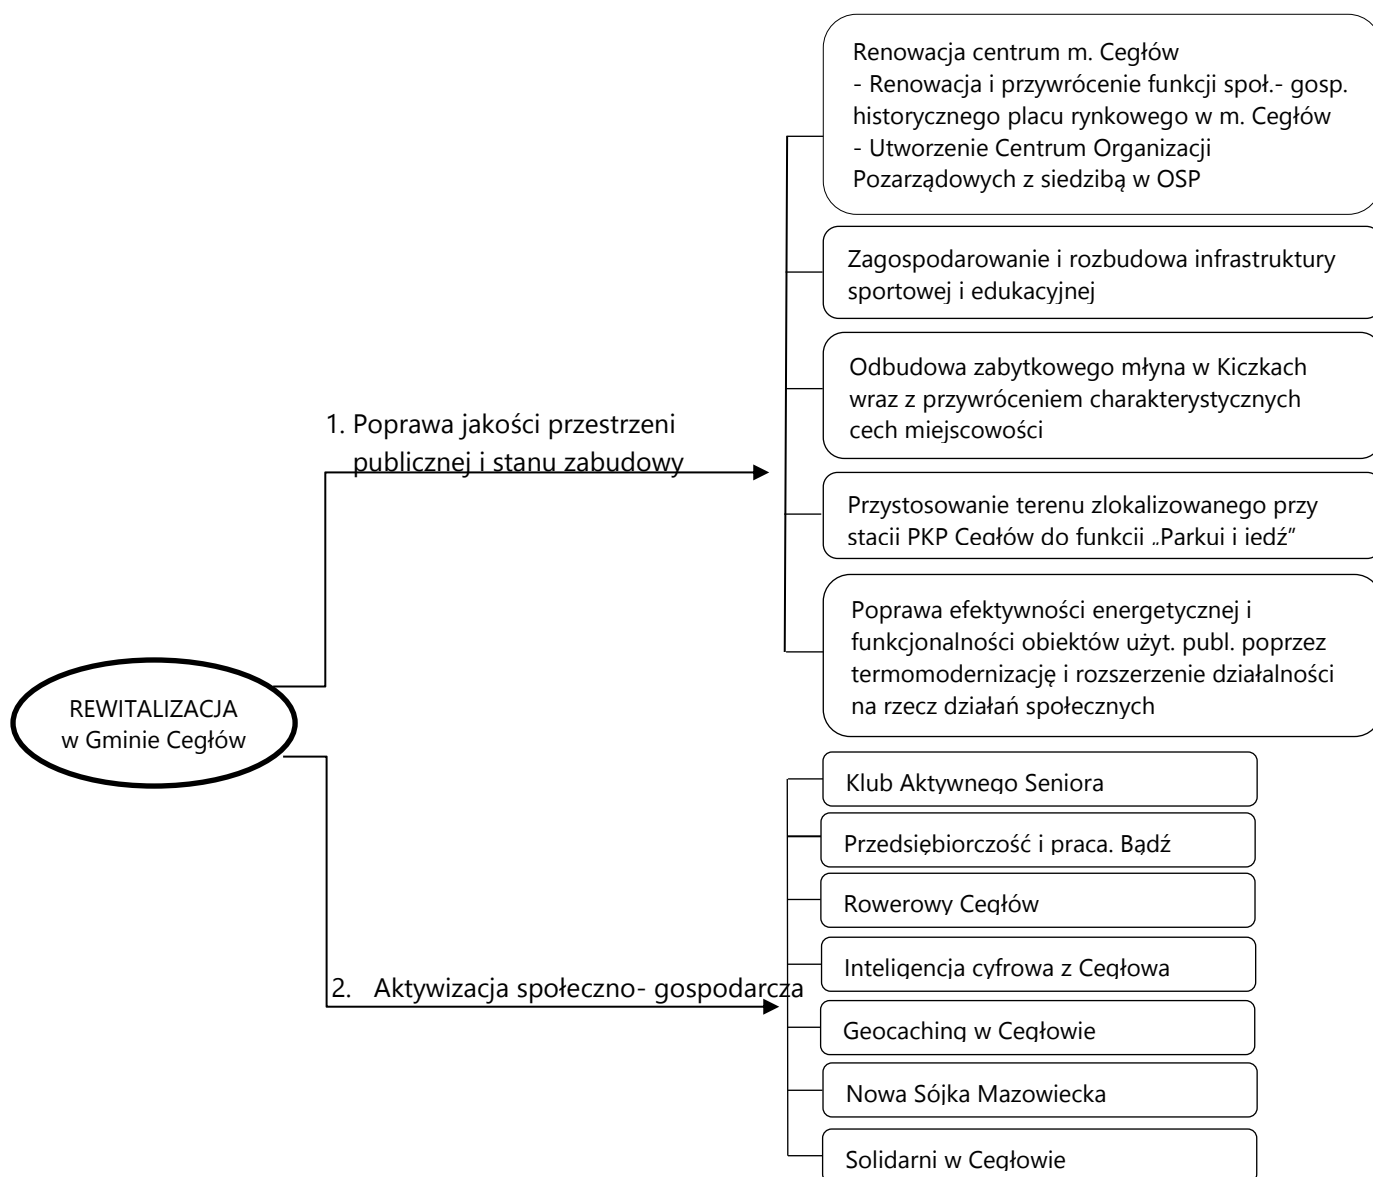 Renowacja centrum m. Cegłów
- Renowacja i przywrócenie funkcji społ.- gosp.
historycznego placu rynkowego w m. Cegłów
- Utworzenie Centrum Organizacji
Pozarządowych z siedzibą w OSP
Zagospodarowanie i rozbudowa infrastruktury
sportowej i edukacyjnej
Odbudowa zabytkowego młyna w Kiczkach
wraz z przywróceniem charakterystycznych
cech miejscowości
1. Poprawa jakości przestrzeni
publicznej i stanu zabudowy
Przystosowanie terenu zlokalizowanego przy
stacji PKP Cegłów do funkcji „Parkuj i jedź”
Poprawa efektywności energetycznej i
funkcjonalności obiektów użyt. publ. poprzez
termomodernizację i rozszerzenie działalności
na rzecz działań społecznych
REWITALIZACJA
w Gminie Cegłów
Klub Aktywnego Seniora
Przedsiębiorczość i praca. Bądź
Rowerowy Cegłów
Inteligencja cyfrowa z Cegłowa
2. Aktywizacja społeczno- gospodarcza
Geocaching w Cegłowie
Nowa Sójka Mazowiecka
Solidarni w Cegłowie